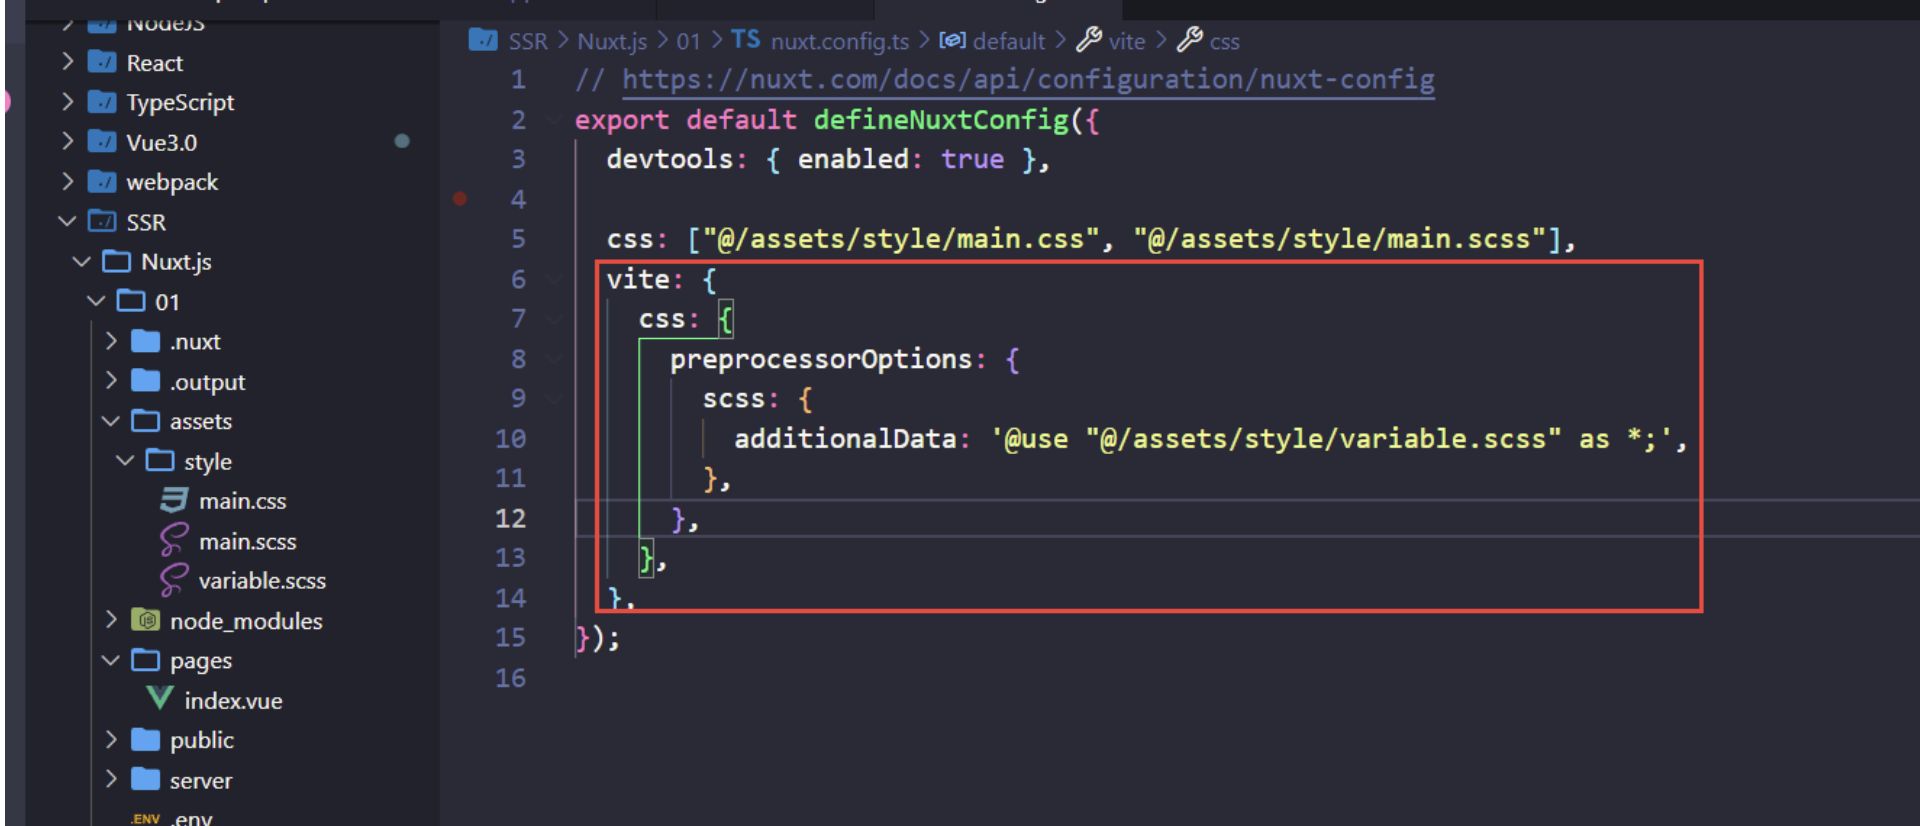 NodeJS
React
TypeScript
Vue3.0
webpack
SSR
Nuxt.js
01
.nuxt
.output
assets
style
main.css
main.scss
variable.scss
node_modules
pages
index.vue
public
server
.ENV .env
SSR > Nuxt.js > 01 > TS nuxt.config.ts > default > vite > css
1 // https://nuxt.com/docs/api/configuration/nuxt-config
2 export default defineNuxtConfig({
3 devtools: { enabled: true },
4
5 css: ["@/assets/style/main.css", "@/assets/style/main.scss"],
6 vite: {
7 css: {
8 preprocessorOptions: {
9 scss: {
10 additionalData: '@use "@/assets/style/variable.scss" as *;',
11 },
12 },
13 },
14 },
15 });
16